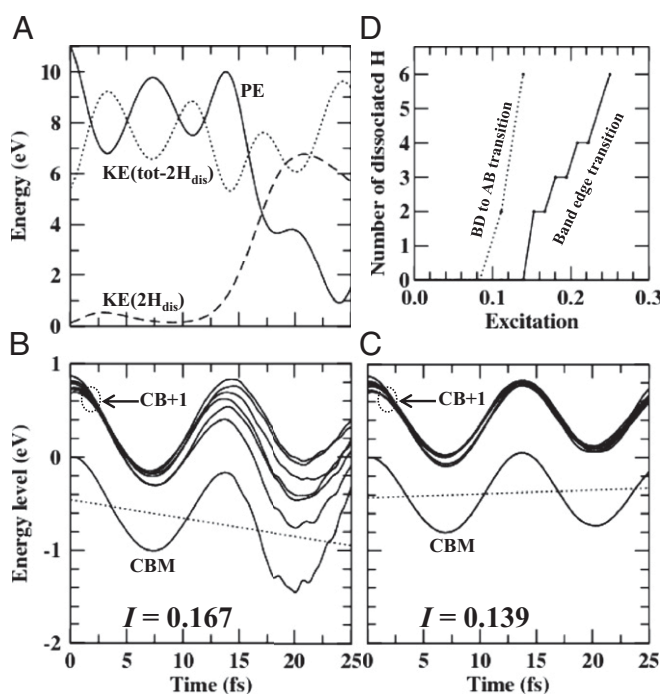 A
12
10
8
6
4
2
0
Energy (eV)
PE
KE(tot-2Hdis)
KE(2Hdis)
D
6
5
4
3
2
1
0
Number of dissociated H
BD to AB transition
Band edge transition
0.1
0.2
0.3
Excitation
B
1
0
-1
-2
Energy level (eV)
CB+1
CBM
I = 0.167
0
5
10
15
20
25
Time (fs)
C
CB+1
CBM
I = 0.139
0
5
10
15
20
25
Time (fs)